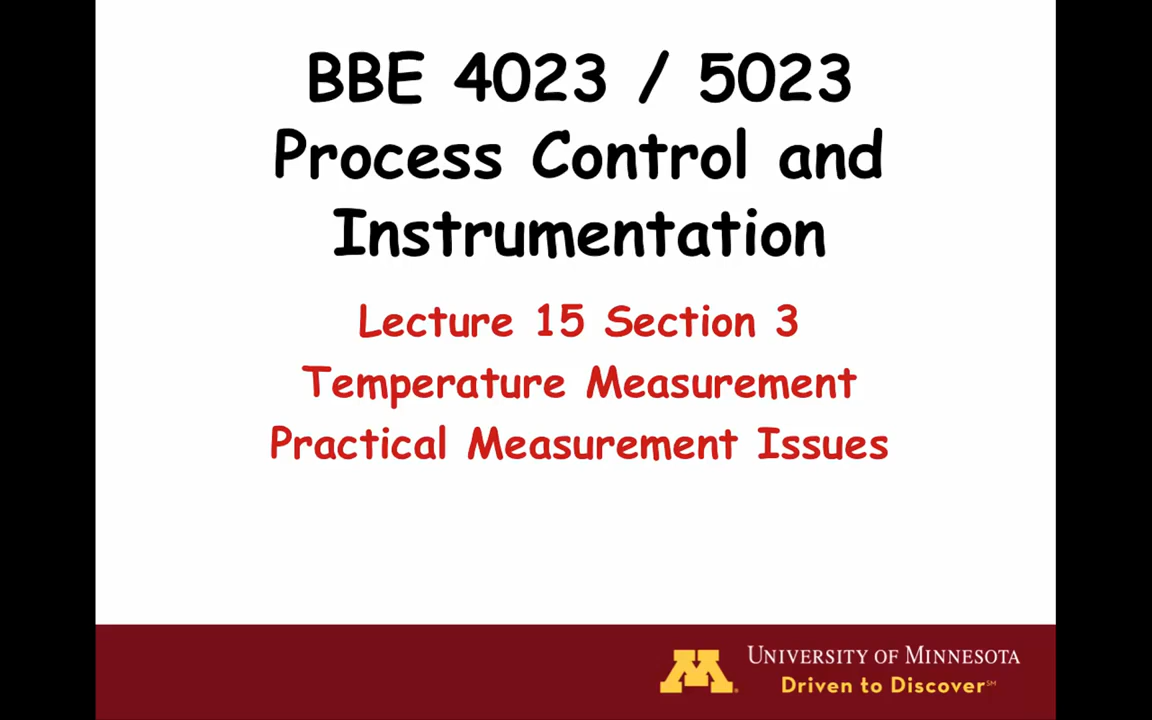 BBE 4023 / 5023
Process Control and
Instrumentation
Lecture 15 Section 3
Temperature Measurement
Practical Measurement Issues
M
UNIVERSITY OF MINNESOTA
Driven to Discover℠